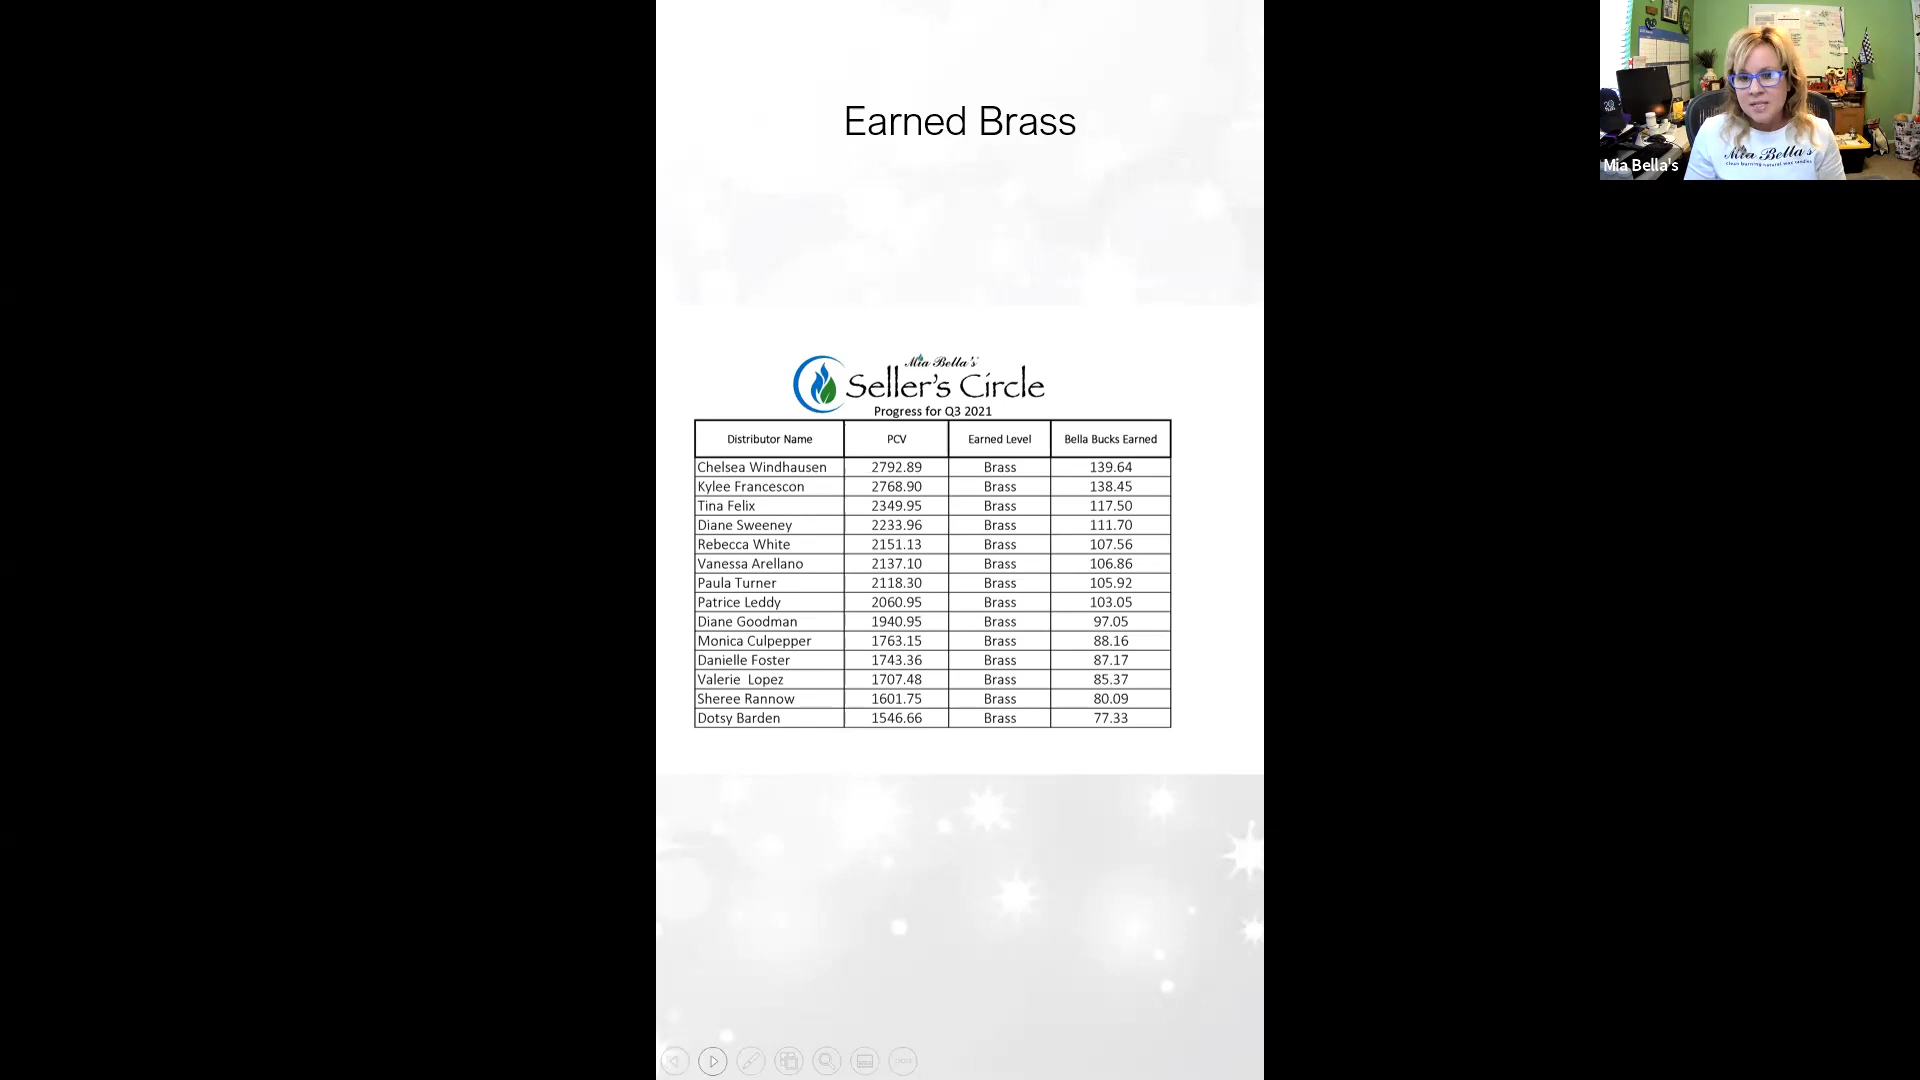 Earned Brass
Mia Bella's
Seller's Circle
Progress for Q3 2021
Distributor Name PCV Earned Level Bella Bucks Earned
Chelsea Windhausen 2792.89 Brass 139.64
Kylee Francescon 2768.90 Brass 138.45
Tina Felix 2349.95 Brass 117.50
Diane Sweeney 2233.96 Brass 111.70
Rebecca White 2151.13 Brass 107.56
Vanessa Arellano 2137.10 Brass 106.86
Paula Turner 2118.30 Brass 105.92
Patrice Leddy 2060.95 Brass 103.05
Diane Goodman 1940.95 Brass 97.05
Monica Culpepper 1763.15 Brass 88.16
Danielle Foster 1743.36 Brass 87.17
Valerie Lopez 1707.48 Brass 85.37
Sheree Rannow 1601.75 Brass 80.09
Dotsy Barden 1546.66 Brass 77.33
Mia Bella's
clean burning natural wax candles
Mia Bella's